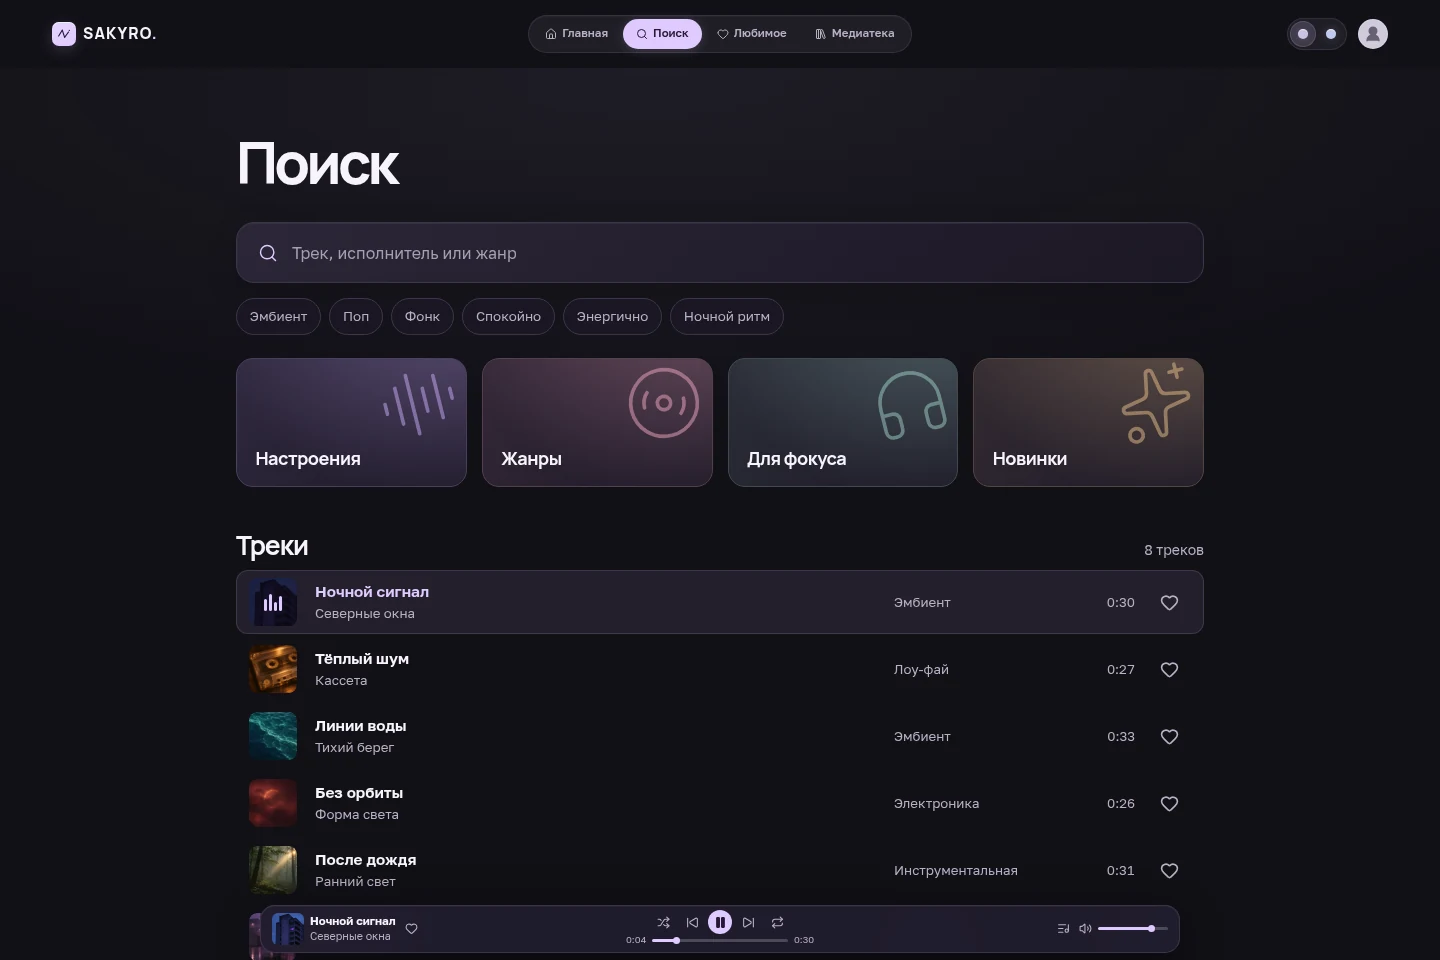 SAKYRO.
Главная
Поиск
Любимое
Медиатека
Поиск
Трек, исполнитель или жанр
Эмбиент
Поп
Фонк
Спокойно
Энергично
Ночной ритм
Настроения
Жанры
Для фокуса
Новинки
Треки
8 треков
Ночной сигнал
Северные окна
Эмбиент
0:30
Тёплый шум
Кассета
Лоу-фай
0:27
Линии воды
Тихий берег
Эмбиент
0:33
Без орбиты
Форма света
Электроника
0:26
После дождя
Ранний свет
Инструментальная
0:31
Ночной сигнал
Северные окна
0:04
0:30